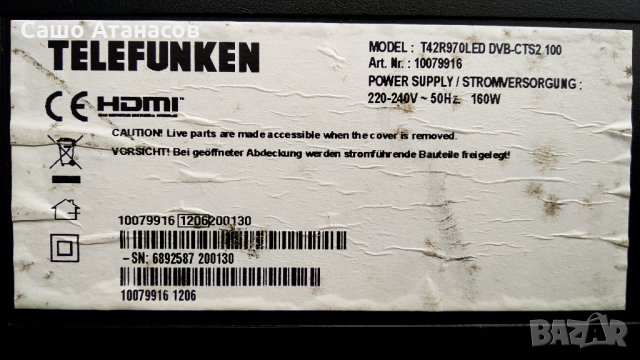 Сашо Атанасов
TELEFUNKEN
MODEL : T42R970LED DVB-CTS2 100
Art. Nr. : 10079916
POWER SUPPLY / STROMVERSORGUNG :
220-240V ~ 50Hz. 160W
CE HDMI
CAUTION! Live parts are made accessible when the cover is removed.
VORSICHT! Bei geöffneter Abdeckung werden stromführende Bauteile freigelegt!
10079916 1206 200130
-SN: 6892587 200130
10079916 1206
BAZAR